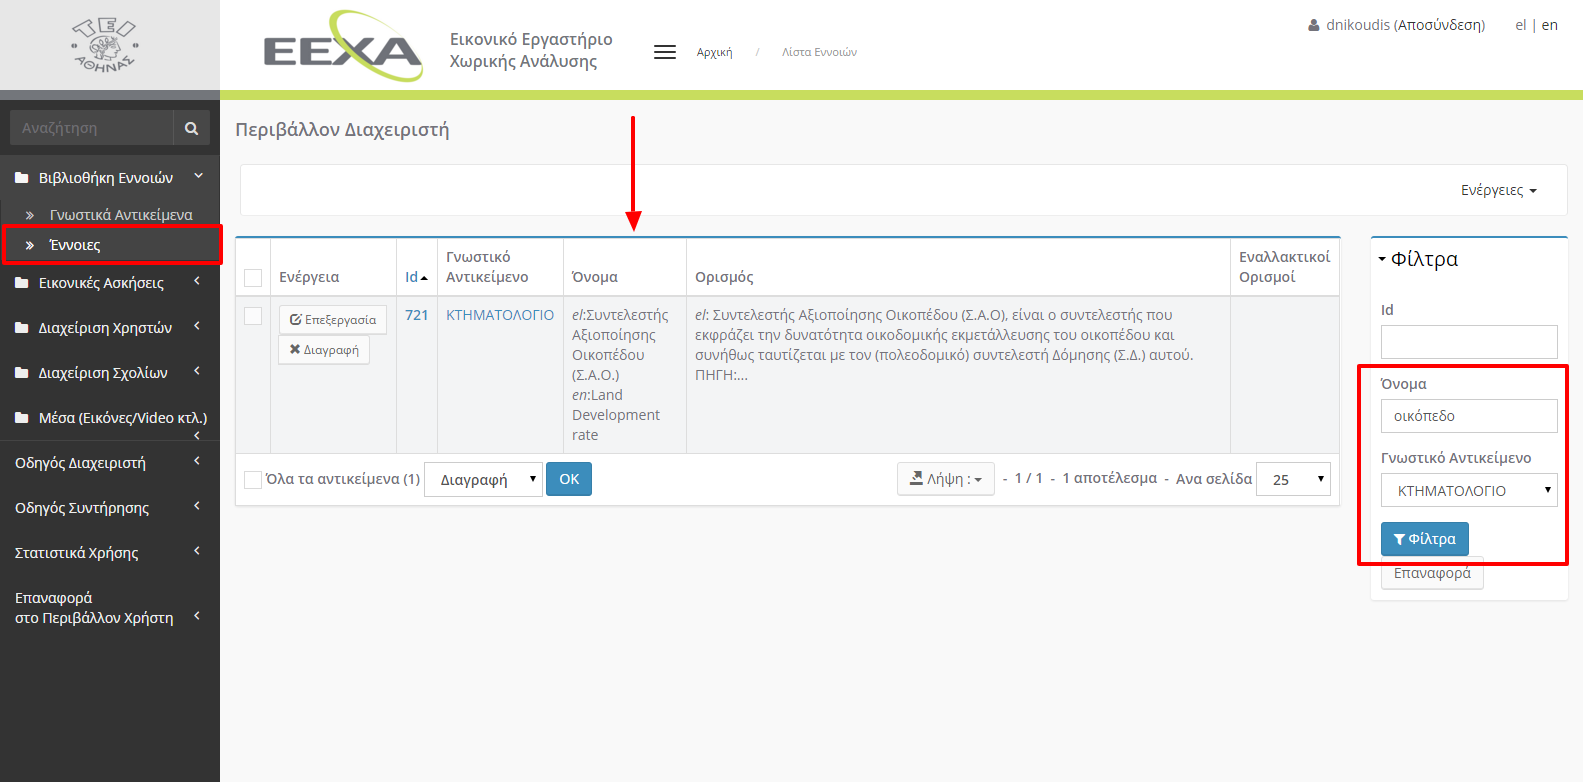 ΤΕΙ
ΑΘΗΝΑΣ
ΕΕΧΑ
Εικονικό Εργαστήριο
Χωρικής Ανάλυσης
Αρχική / Λίστα Εννοιών
dnikoudis (Αποσύνδεση) el | en
Αναζήτηση
Βιβλιοθήκη Εννοιών
Γνωστικά Αντικείμενα
Έννοιες
Εικονικές Ασκήσεις
Διαχείριση Χρηστών
Διαχείριση Σχολίων
Μέσα (Εικόνες/Video κτλ.)
Οδηγός Διαχειριστή
Οδηγός Συντήρησης
Στατιστικά Χρήσης
Επαναφορά
στο Περιβάλλον Χρήστη
Περιβάλλον Διαχειριστή
Ενέργειες
Ενέργεια
Id
Γνωστικό
Αντικείμενο
Όνομα
Ορισμός
Εναλλακτικοί
Ορισμοί
Επεξεργασία
Διαγραφή
721
ΚΤΗΜΑΤΟΛΟΓΙΟ
el:Συντελεστής
Αξιοποίησης
Οικοπέδου
(Σ.Α.Ο.)
en:Land
Development
rate
el: Συντελεστής Αξιοποίησης Οικοπέδου (Σ.Α.Ο), είναι ο συντελεστής που
εκφράζει την δυνατότητα οικοδομικής εκμετάλλευσης του οικοπέδου και
συνήθως ταυτίζεται με τον (πολεοδομικό) συντελεστή Δόμησης (Σ.Δ.) αυτού.
ΠΗΓΗ:...
Όλα τα αντικείμενα (1) Διαγραφή OK
Λήψη : - 1 / 1 - 1 αποτέλεσμα - Ανα σελίδα 25
Φίλτρα
Id
Όνομα
οικόπεδο
Γνωστικό Αντικείμενο
ΚΤΗΜΑΤΟΛΟΓΙΟ
Φίλτρα
Επαναφορά